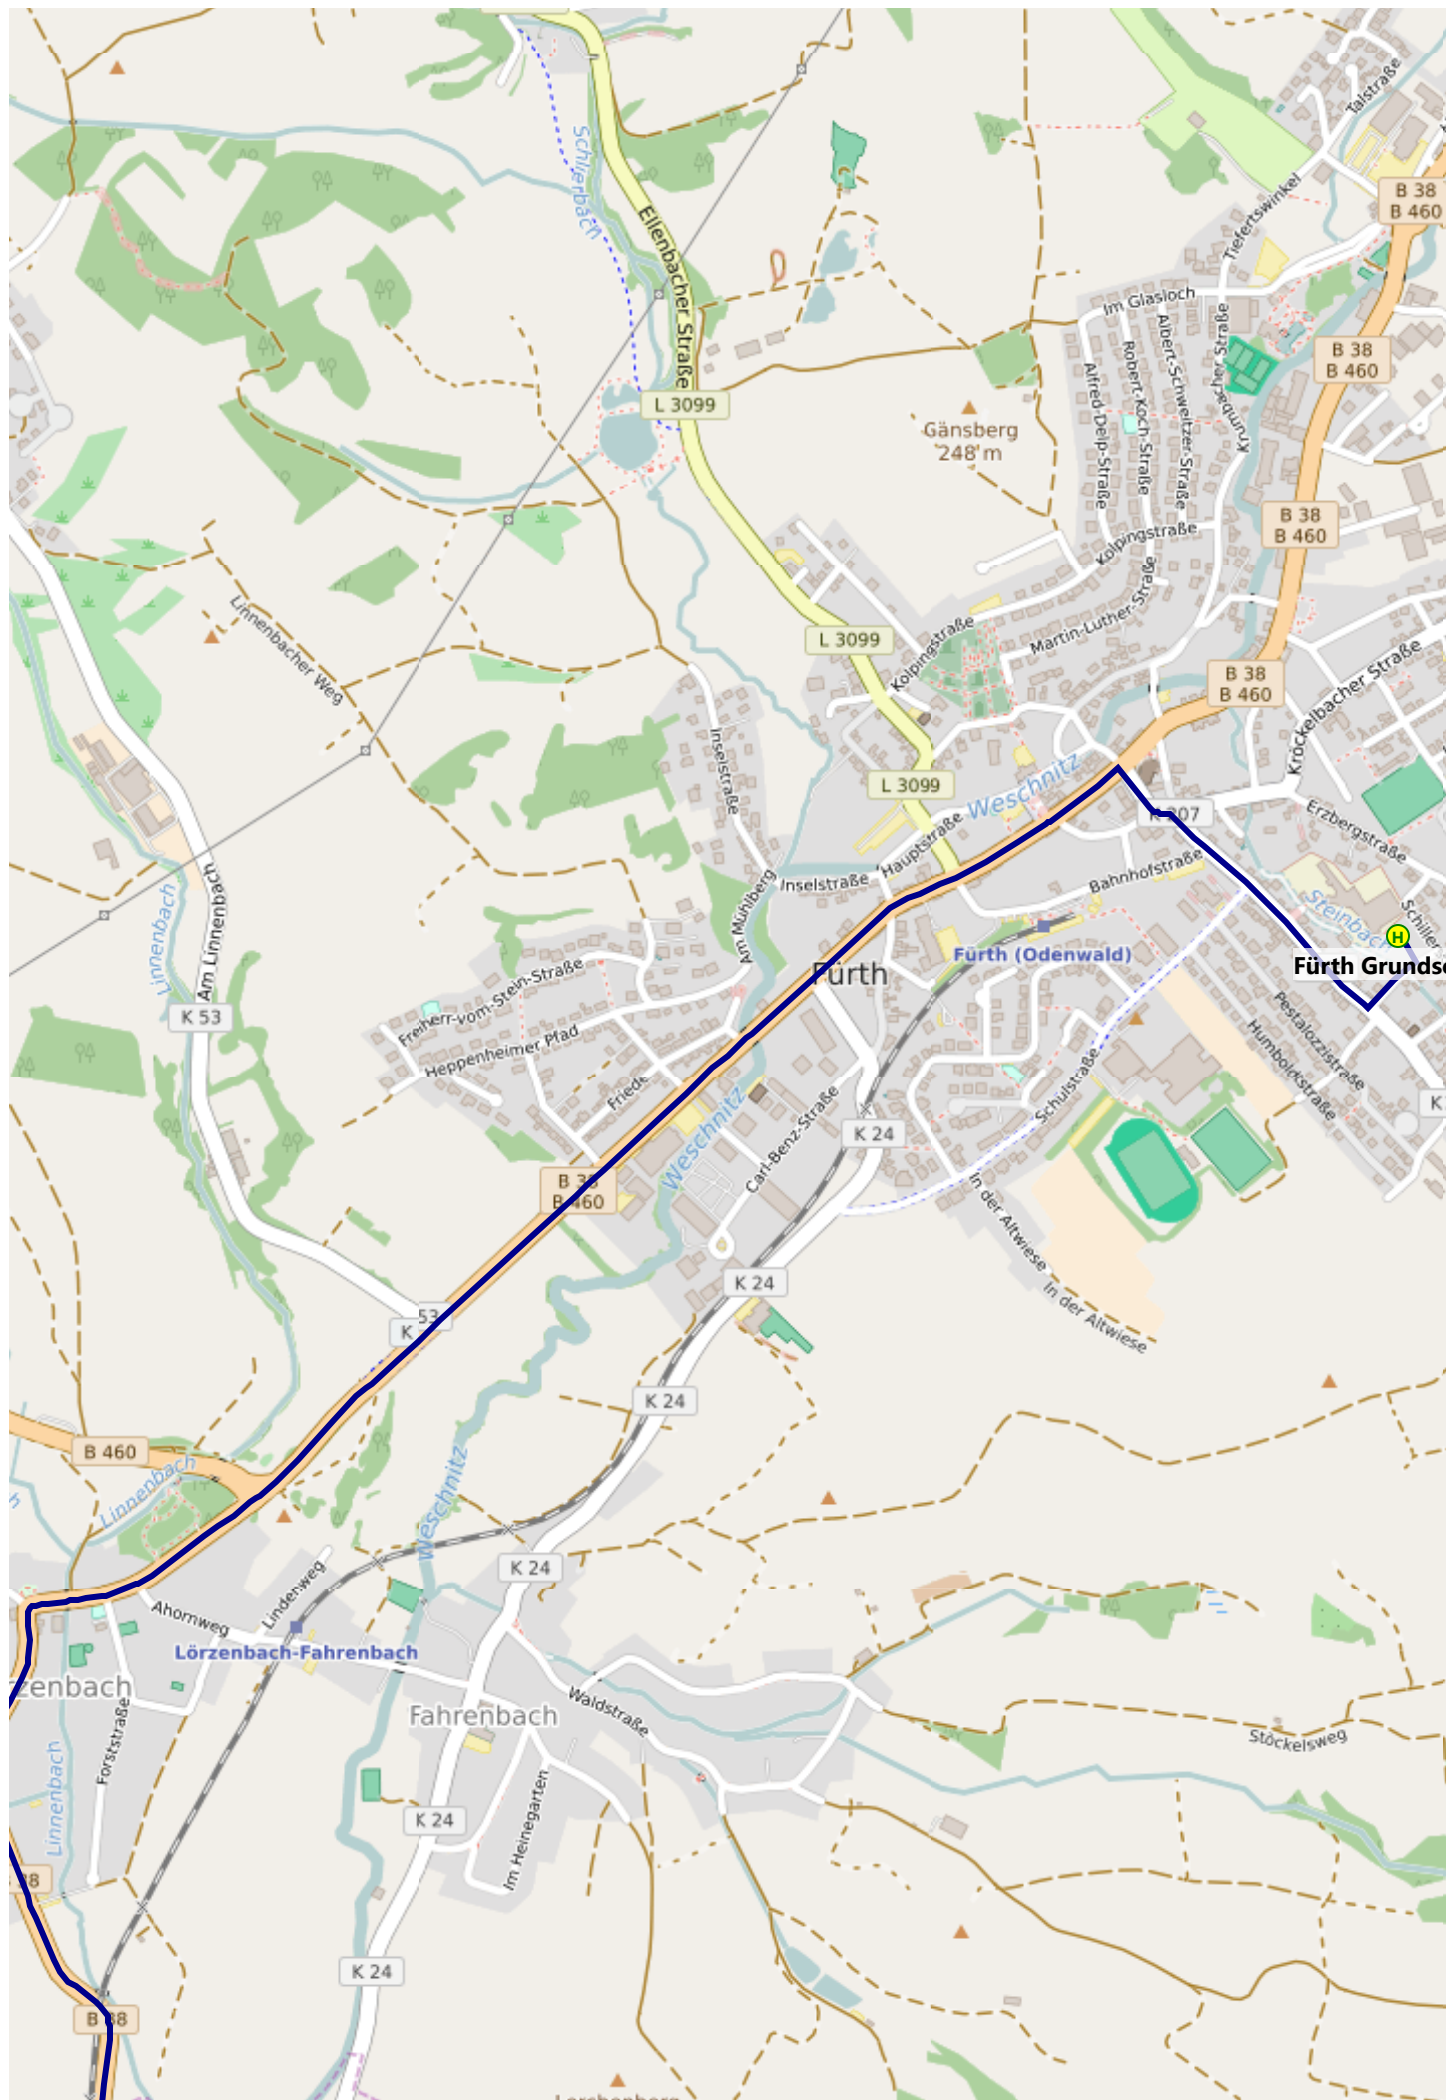 Talstraße
B 38
B 460
Schlierbach
Tiefertswinkel
Ellenbacher Straße
Im Glasloch
Albert-Schweitzer-Straße
Krumbacher Straße
Robert-Koch-Straße
Alfred-Delp-Straße
B 38
B 460
L 3099
Gänsberg
248 m
B 38
B 460
Kolpingstraße
Linnenbacher Weg
Martin-Luther-Straße
L 3099
Kolpingstraße
B 38
B 460
Krockelbacher Straße
Inselstraße
Weschnitz
L 3099
Erzbergstraße
Hauptstraße
Bahnhofstraße
Inselstraße
Am Mühlberg
Am Linnenbach
Linnenbach
Steinbach
Schiller
Fürth (Odenwald)
Fürth
H
Fürth Grunds
Freiherr-vom-Stein-Straße
K 53
Heppenheimer Pfad
Pestalozzistraße
Humboldtstraße
Friede
Schulstraße
Carl-Benz-Straße
Weschnitz
K 24
K
B 460
In der Altwiese
K 24
In der Altwiese
K 53
K 24
B 460
Linnenbach
Weschnitz
K 24
Lindenweg
Ahornweg
Lörzenbach-Fahrenbach
zenbach
Fahrenbach
Waldstraße
Forststraße
Stöckelsweg
Linnenbach
Im Heinegarten
K 24
K 24